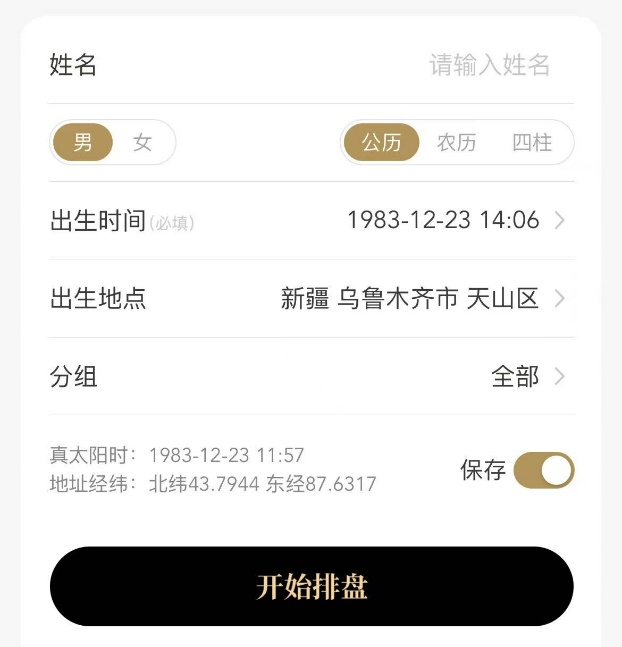 姓名 请输入姓名
男 女 公历 农历 四柱
出生时间(必填) 1983-12-23 14:06
出生地点 新疆 乌鲁木齐市 天山区
分组 全部
真太阳时：1983-12-23 11:57
地址经纬：北纬43.7944 东经87.6317
保存
开始排盘